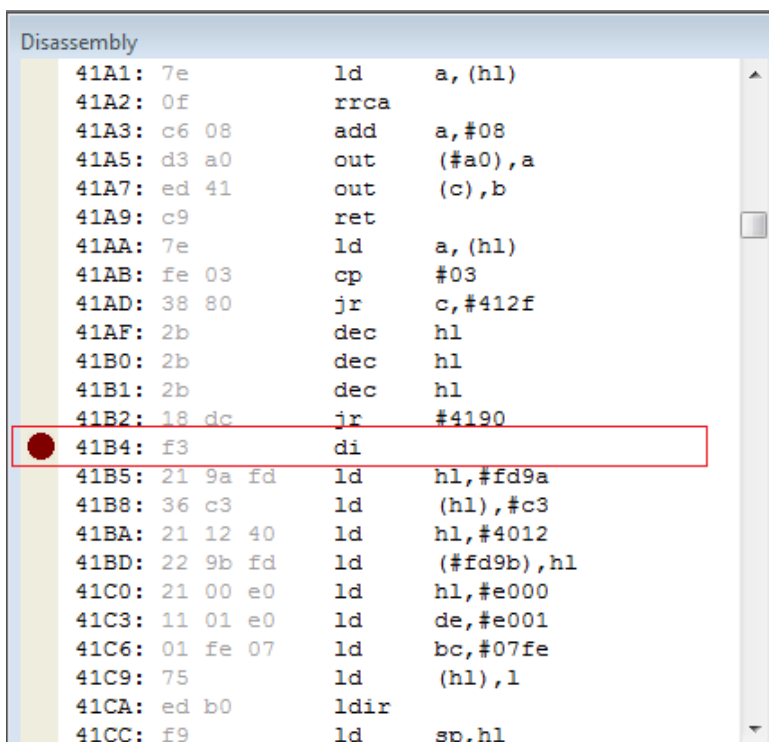 Disassembly
41A1: 7e ld a,(hl)
41A2: 0f rrca
41A3: c6 08 add a,#08
41A5: d3 a0 out (#a0),a
41A7: ed 41 out (c),b
41A9: c9 ret
41AA: 7e ld a,(hl)
41AB: fe 03 cp #03
41AD: 38 80 jr c,#412f
41AF: 2b dec hl
41B0: 2b dec hl
41B1: 2b dec hl
41B2: 18 dc jr #4190
41B4: f3 di
41B5: 21 9a fd ld hl,#fd9a
41B8: 36 c3 ld (hl),#c3
41BA: 21 12 40 ld hl,#4012
41BD: 22 9b fd ld (#fd9b),hl
41C0: 21 00 e0 ld hl,#e000
41C3: 11 01 e0 ld de,#e001
41C6: 01 fe 07 ld bc,#07fe
41C9: 75 ld (hl),l
41CA: ed b0 ldir
41CC: f9 ld sp,hl